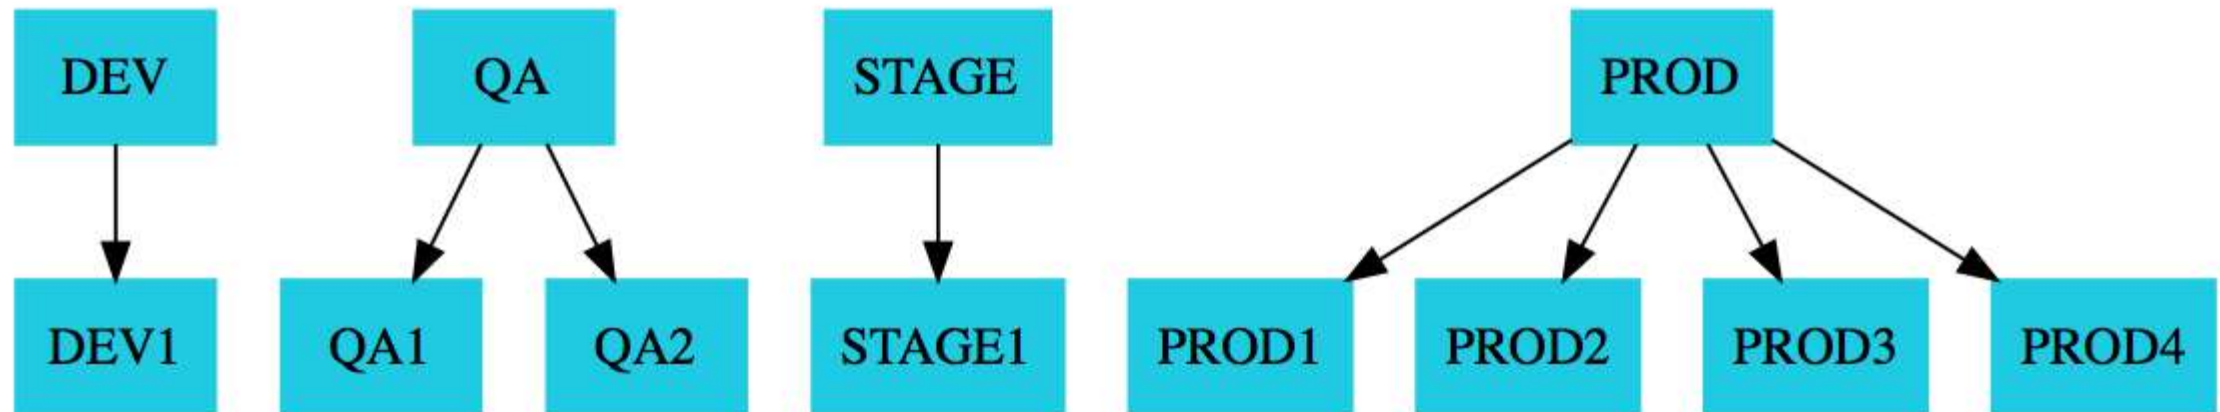 DEV
QA
STAGE
PROD
DEV1
QA1
QA2
STAGE1
PROD1
PROD2
PROD3
PROD4